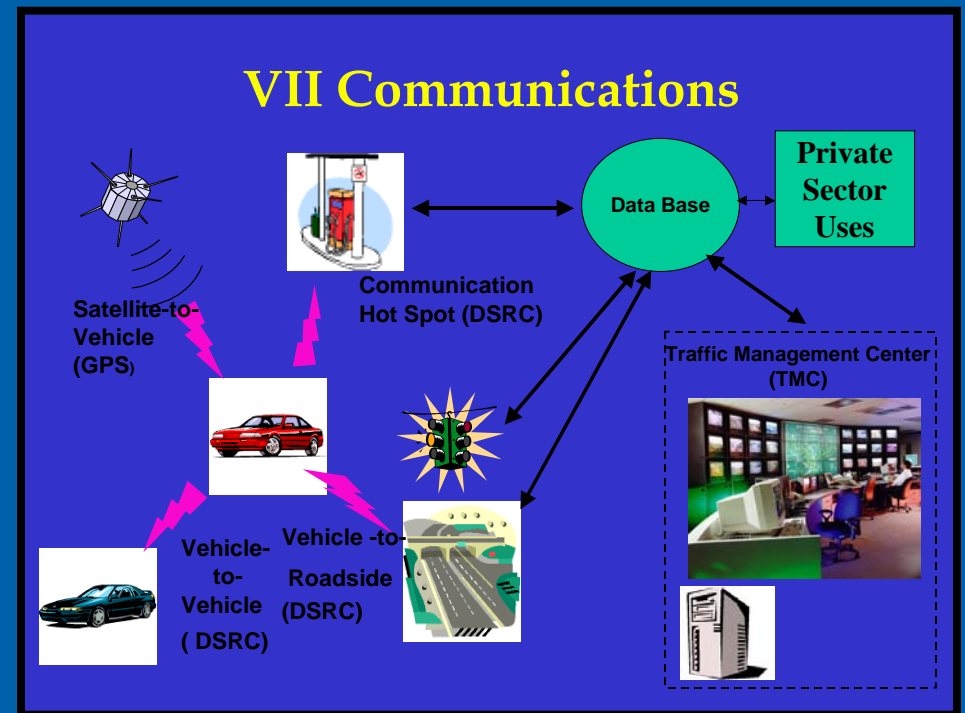 VII Communications
Private
Sector
Uses
Data Base
Communication
Hot Spot (DSRC)
Satellite-to-
Vehicle
(GPS)
Traffic Management Center
(TMC)
Vehicle-
to-
Vehicle
( DSRC)
Vehicle -to-
Roadside
(DSRC)